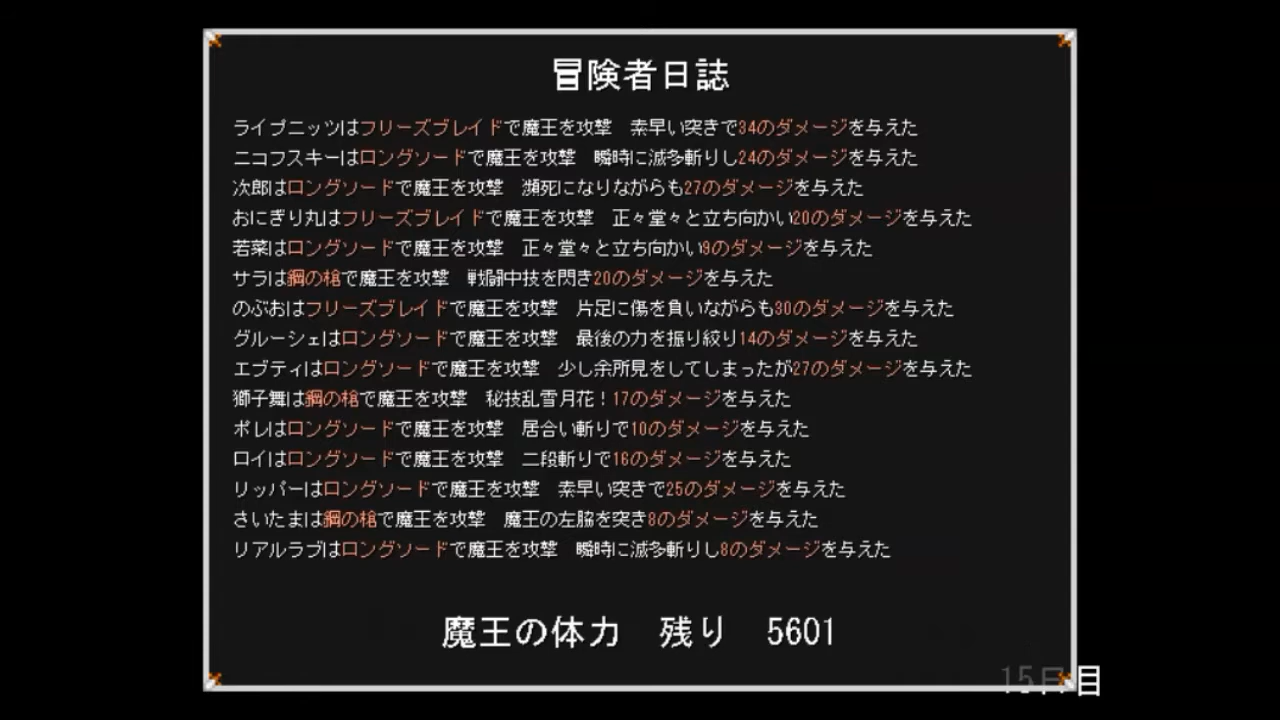 冒険者日誌
ライプニッツはフリーズブレイドで魔王を攻撃　素早い突きで34のダメージを与えた
ニコフスキーはロングソードで魔王を攻撃　瞬時に滅多斬りし24のダメージを与えた
次郎はロングソードで魔王を攻撃　瀕死になりながらも27のダメージを与えた
おにぎり丸はフリーズブレイドで魔王を攻撃　正々堂々と立ち向かい20のダメージを与えた
若菜はロングソードで魔王を攻撃　正々堂々と立ち向かい9のダメージを与えた
サラは鋼の槍で魔王を攻撃　戦闘中技を閃き20のダメージを与えた
のぶおはフリーズブレイドで魔王を攻撃　片足に傷を負いながらも30のダメージを与えた
グルーシェはロングソードで魔王を攻撃　最後の力を振り絞り14のダメージを与えた
エブティはロングソードで魔王を攻撃　少し余所見をしてしまったが27のダメージを与えた
獅子舞は鋼の槍で魔王を攻撃　秘技乱雪月花！17のダメージを与えた
ポレはロングソードで魔王を攻撃　居合い斬りで10のダメージを与えた
ロイはロングソードで魔王を攻撃　二段斬りで16のダメージを与えた
リッパーはロングソードで魔王を攻撃　素早い突きで25のダメージを与えた
さいたまは鋼の槍で魔王を攻撃　魔王の左脇を突き8のダメージを与えた
リアルラブはロングソードで魔王を攻撃　瞬時に滅多斬りし8のダメージを与えた
魔王の体力　残り　5601
15日目